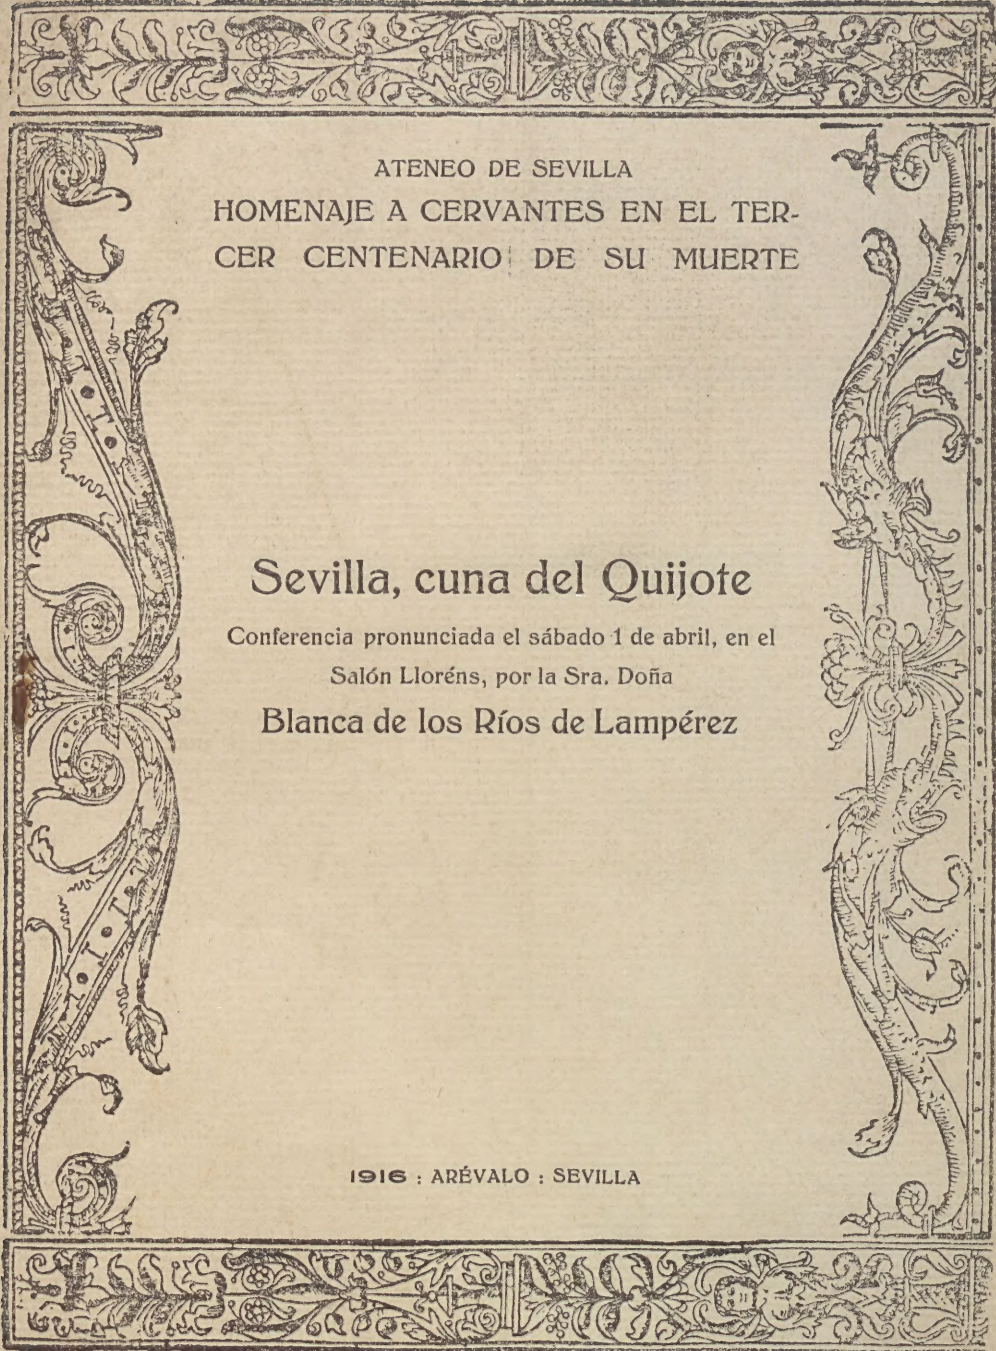 ATENEO DE SEVILLA
HOMENAJE A CERVANTES EN EL TER-
CER CENTENARIO DE SU MUERTE
Sevilla, cuna del Quijote
Conferencia pronunciada el sábado 1 de abril, en el
Salón Lloréns, por la Sra. Doña
Blanca de los Ríos de Lampérez
1916 : ARÉVALO : SEVILLA